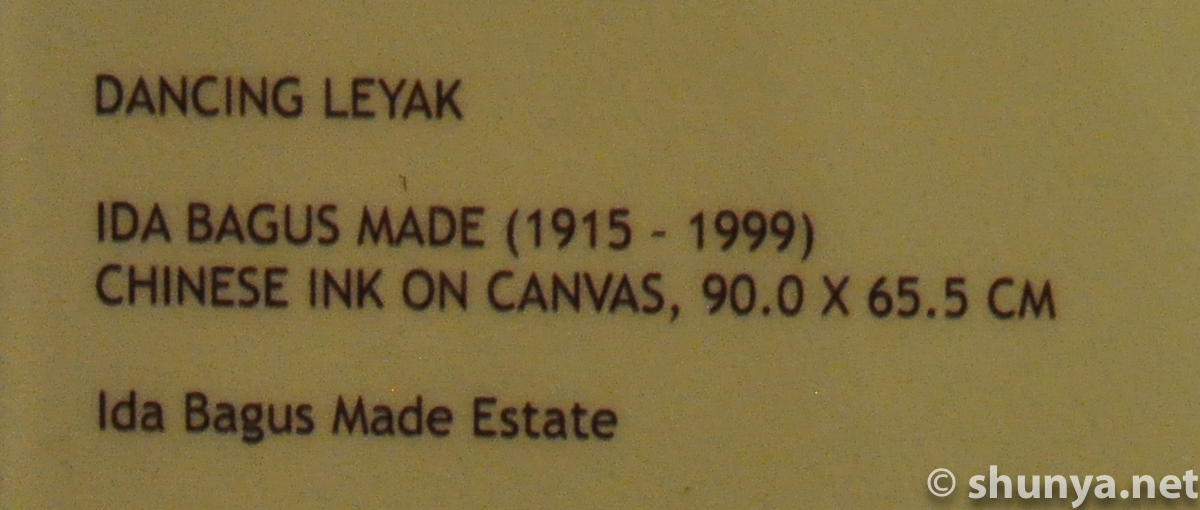 DANCING LEYAK
IDA BAGUS MADE (1915 - 1999)
CHINESE INK ON CANVAS, 90.0 X 65.5 CM
Ida Bagus Made Estate
© shunya.net